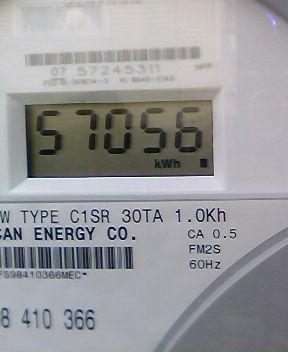 07 57245311
57056
kWh
W TYPE C1SR 30TA 1.0Kh
CAN ENERGY CO. CA 0.5
FM2S
60Hz
FS98410366MEC*
8 410 366